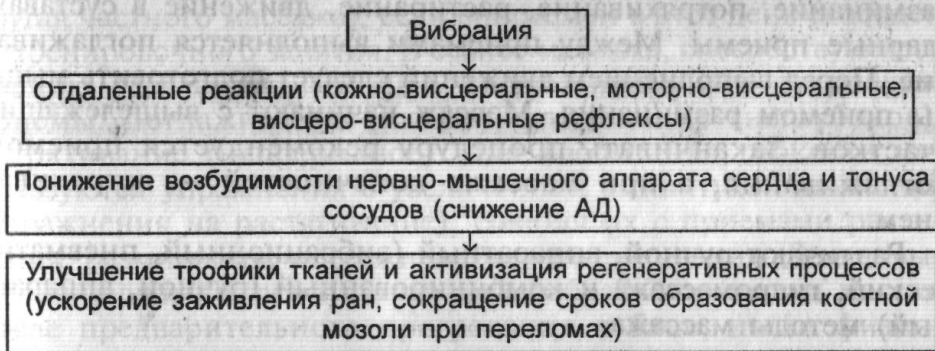 Вибрация
Отдаленные реакции (кожно-висцеральные, моторно-висцеральные,
висцеро-висцеральные рефлексы)
Понижение возбудимости нервно-мышечного аппарата сердца и тонуса
сосудов (снижение АД)
Улучшение трофики тканей и активизация регенеративных процессов
(ускорение заживления ран, сокращение сроков образования костной
мозоли при переломах)